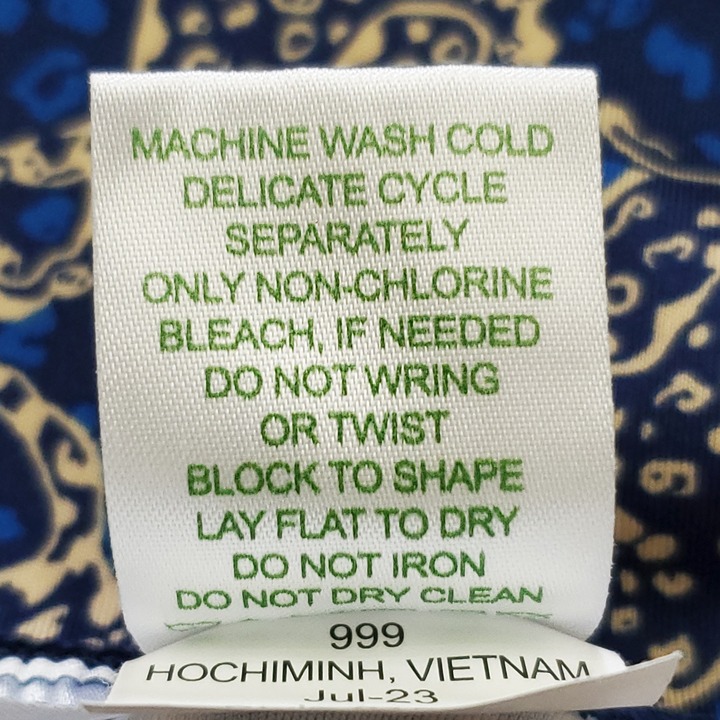 MACHINE WASH COLD
DELICATE CYCLE
SEPARATELY
ONLY NON-CHLORINE
BLEACH, IF NEEDED
DO NOT WRING
OR TWIST
BLOCK TO SHAPE
LAY FLAT TO DRY
DO NOT IRON
DO NOT DRY CLEAN
999
HOCHIMINH, VIETNAM
Jul-23